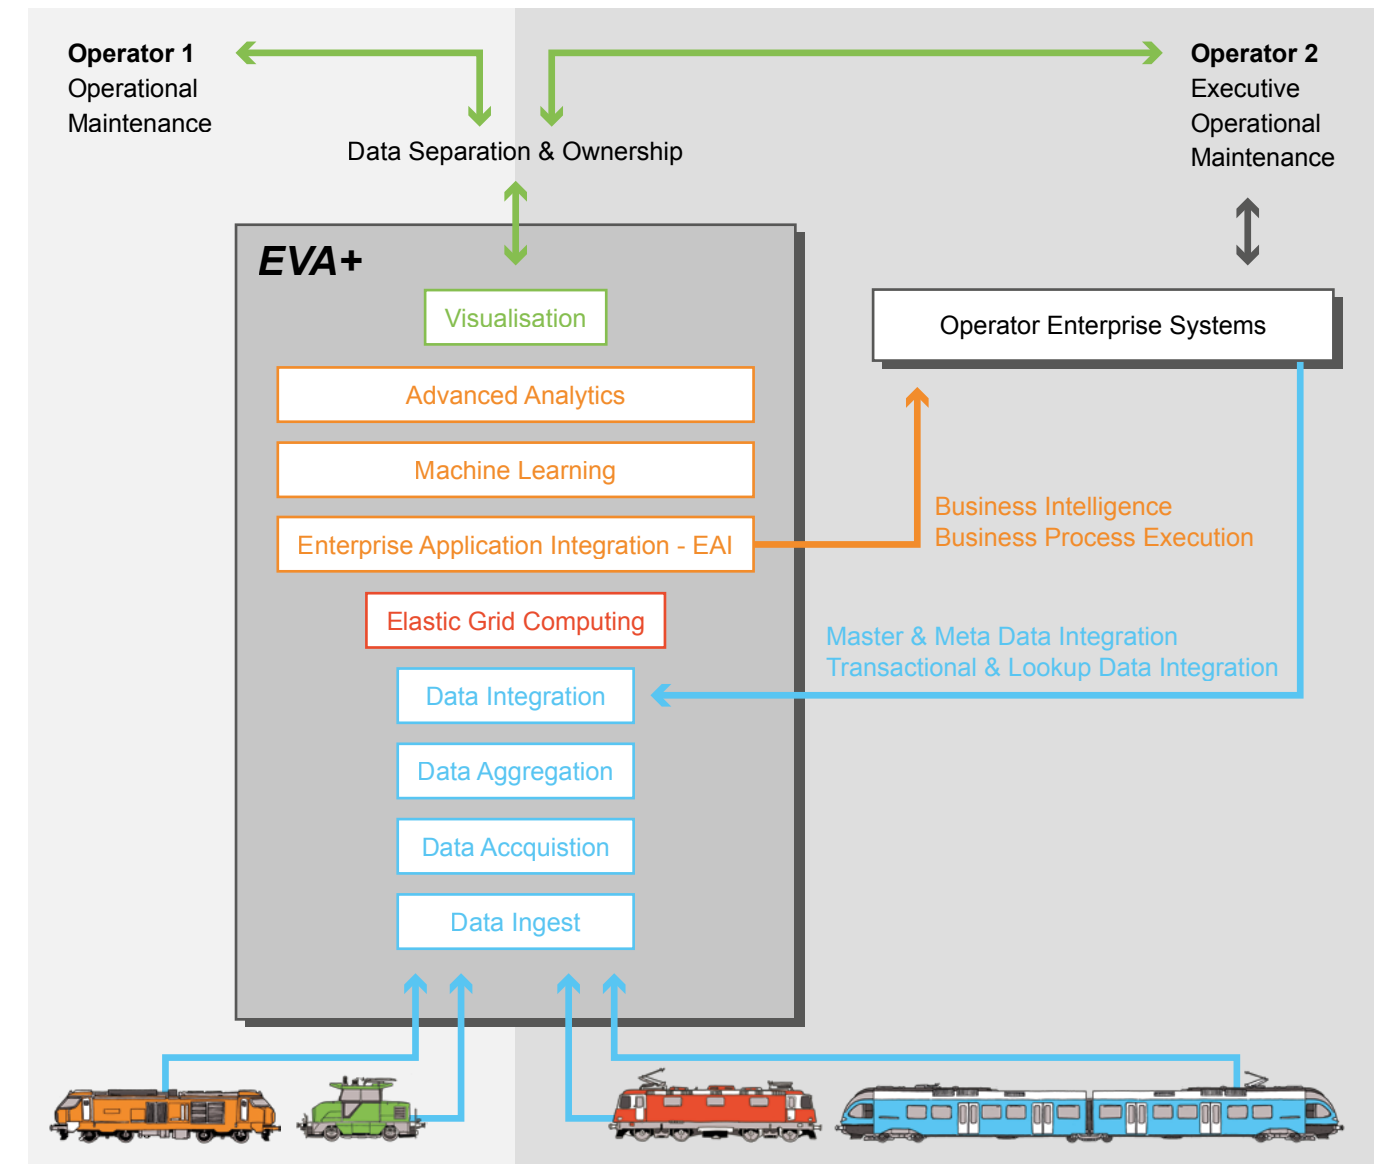 Operator 1
Operational
Maintenance
Operator 2
Executive
Operational
Maintenance
Data Separation & Ownership
EVA+
Visualisation
Operator Enterprise Systems
Advanced Analytics
Machine Learning
Business Intelligence
Business Process Execution
Enterprise Application Integration - EAI
Elastic Grid Computing
Master & Meta Data Integration
Transactional & Lookup Data Integration
Data Integration
Data Aggregation
Data Accquistion
Data Ingest